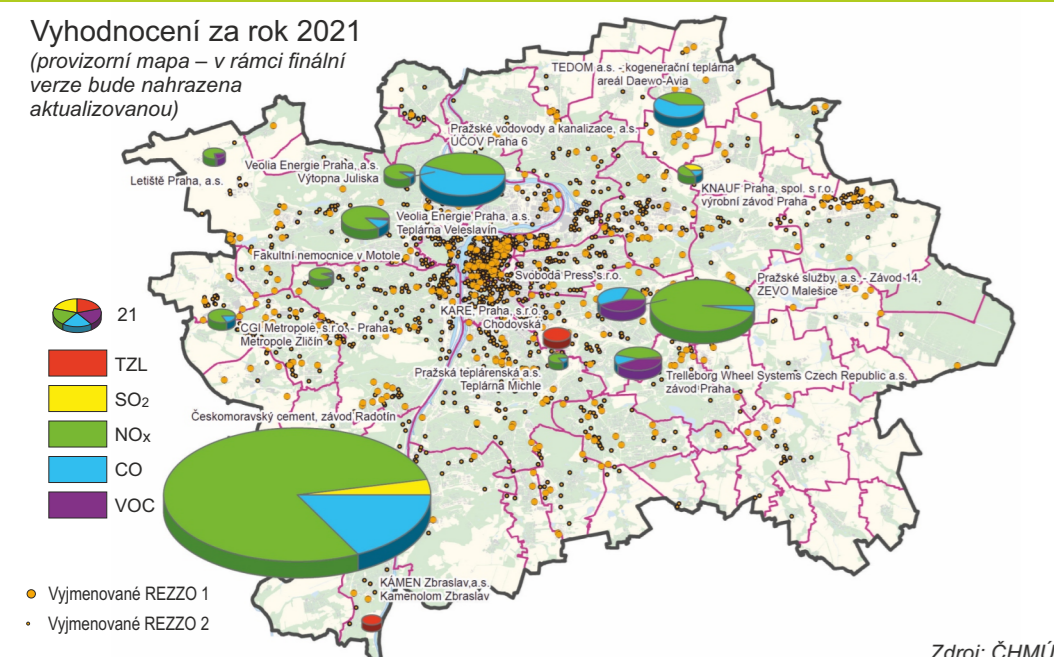 Vyhodnocení za rok 2021
(provizorní mapa – v rámci finální
verze bude nahrazena
aktualizovanou)
TEDOM a.s. - kogenerační teplárna
areál Daewo-Avia
Pražské vodovody a kanalizace, a.s.
ÚČOV Praha 6
Letiště Praha, a.s.
Veolia Energie Praha, a.s.
Výtopna Juliska
KNAUF Praha, spol. s r.o.
výrobní závod Praha
Veolia Energie Praha, a.s.
Teplárna Veleslavín
Fakultní nemocnice v Motole
Svoboda Press s.r.o.
Pražské služby, a.s. - Závod 14,
ZEVO Malešice
KARE, Praha, s.r.o.
Chodovská
CGI Metropole, s.r.o. - Praha
Metropole Zličín
Pražská teplárenská a.s.
Teplárna Michle
Trelleborg Wheel Systems Czech Republic a.s.
závod Praha
Českomoravský cement, závod Radotín
21
TZL
SO2
NOx
CO
VOC
KÁMEN Zbraslav,a.s.
Kamenolom Zbraslav
Vyjmenované REZZO 1
Vyjmenované REZZO 2
Zdroj: ČHMÚ